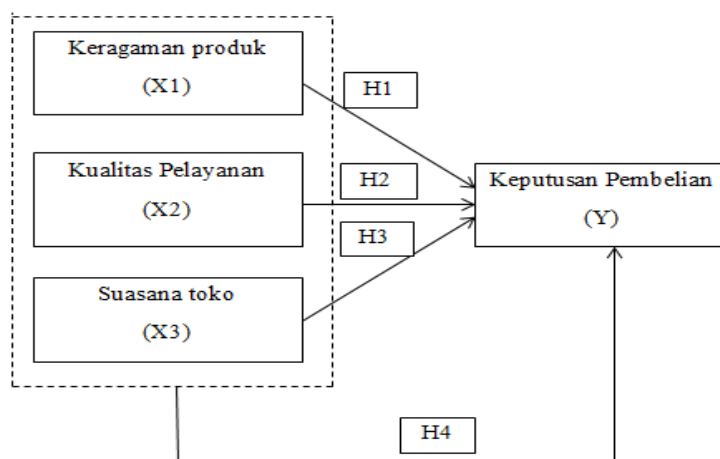 Keragaman produk
(X1)
H1
Kualitas Pelayanan
(X2)
H2
Keputusan Pembelian
(Y)
H3
Suasana toko
(X3)
H4